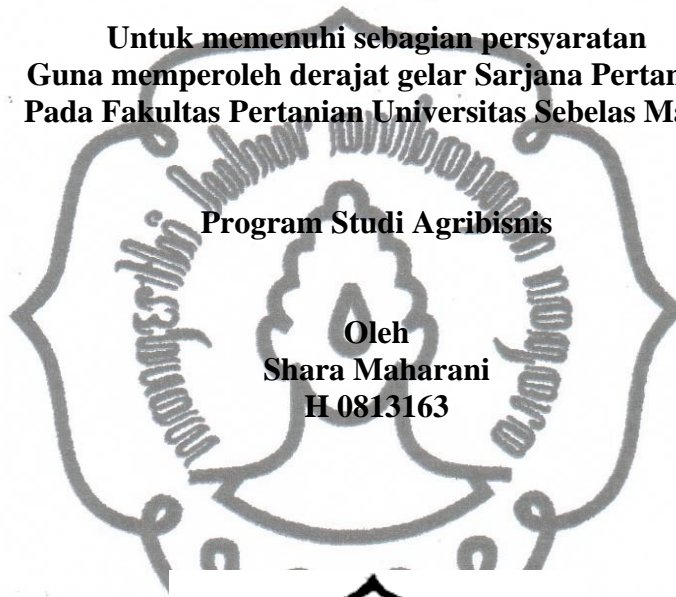 Untuk memenuhi sebagian persyaratan
Guna memperoleh derajat gelar Sarjana
Pada Fakultas Pertanian Universitas Sebelas
Program Studi Agribisnis
Oleh
Shara Maharani
H 0813163